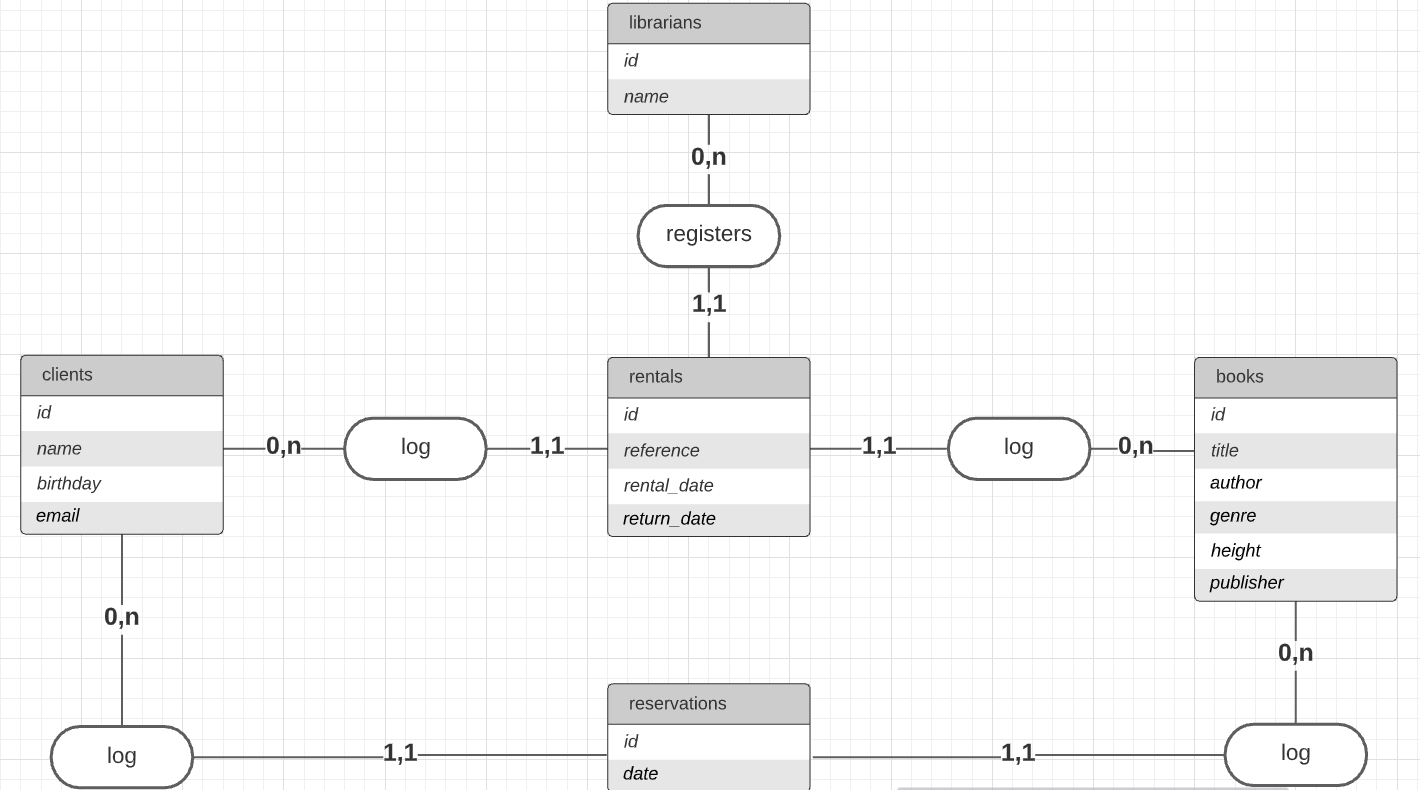 librarians
id
name
0,n
registers
1,1
clients
id
name
birthday
email
0,n
log
1,1
rentals
id
reference
rental_date
return_date
1,1
log
0,n
books
id
title
author
genre
height
publisher
0,n
log
1,1
reservations
id
date
1,1
0,n
log